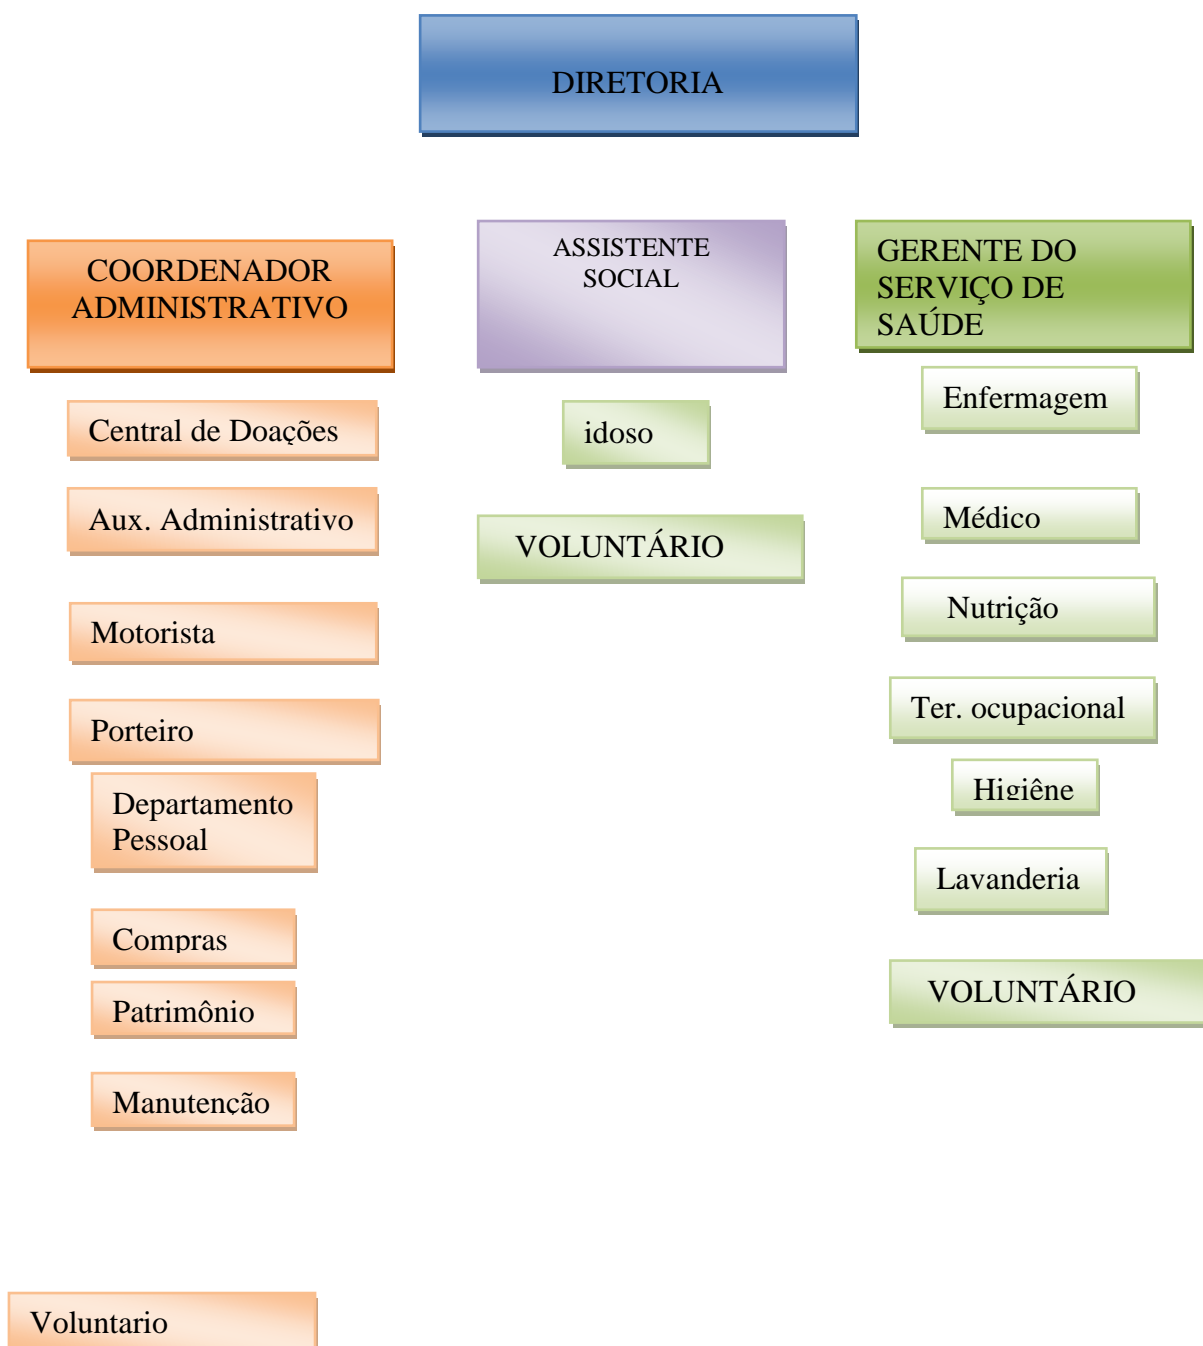 DIRETORIA
COORDENADOR
ADMINISTRATIVO
Central de Doações
Aux. Administrativo
Motorista
Porteiro
Departamento
Pessoal
Compras
Patrimônio
Manutenção
Voluntario
ASSISTENTE
SOCIAL
idoso
VOLUNTÁRIO
GERENTE DO
SERVIÇO DE
SAÚDE
Enfermagem
Médico
Nutrição
Ter. ocupacional
Higiêne
Lavanderia
VOLUNTÁRIO